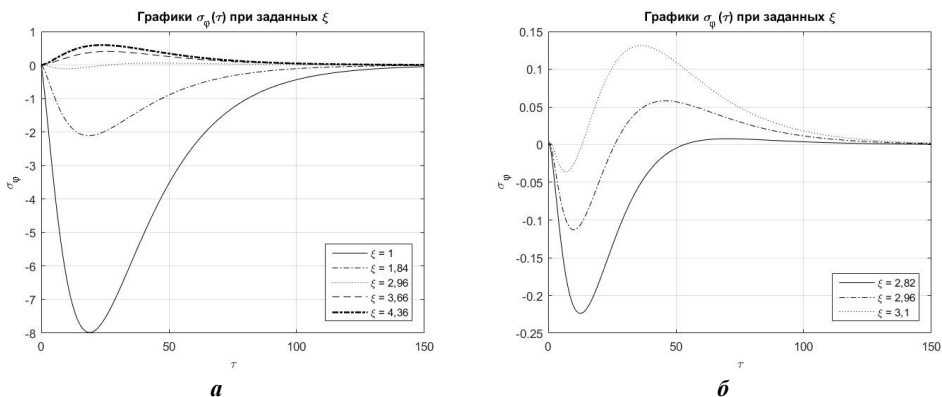 Графики σφ(τ) при заданных ξ
1
0
-1
-2
-3
-4
-5
-6
-7
-8
σφ
0
50
100
150
τ
ξ = 1
ξ = 1,84
ξ = 2,96
ξ = 3,66
ξ = 4,36
а
Графики σφ(τ) при заданных ξ
0.15
0.1
0.05
0
-0.05
-0.1
-0.15
-0.2
-0.25
σφ
0
50
100
150
τ
ξ = 2,82
ξ = 2,96
ξ = 3,1
б